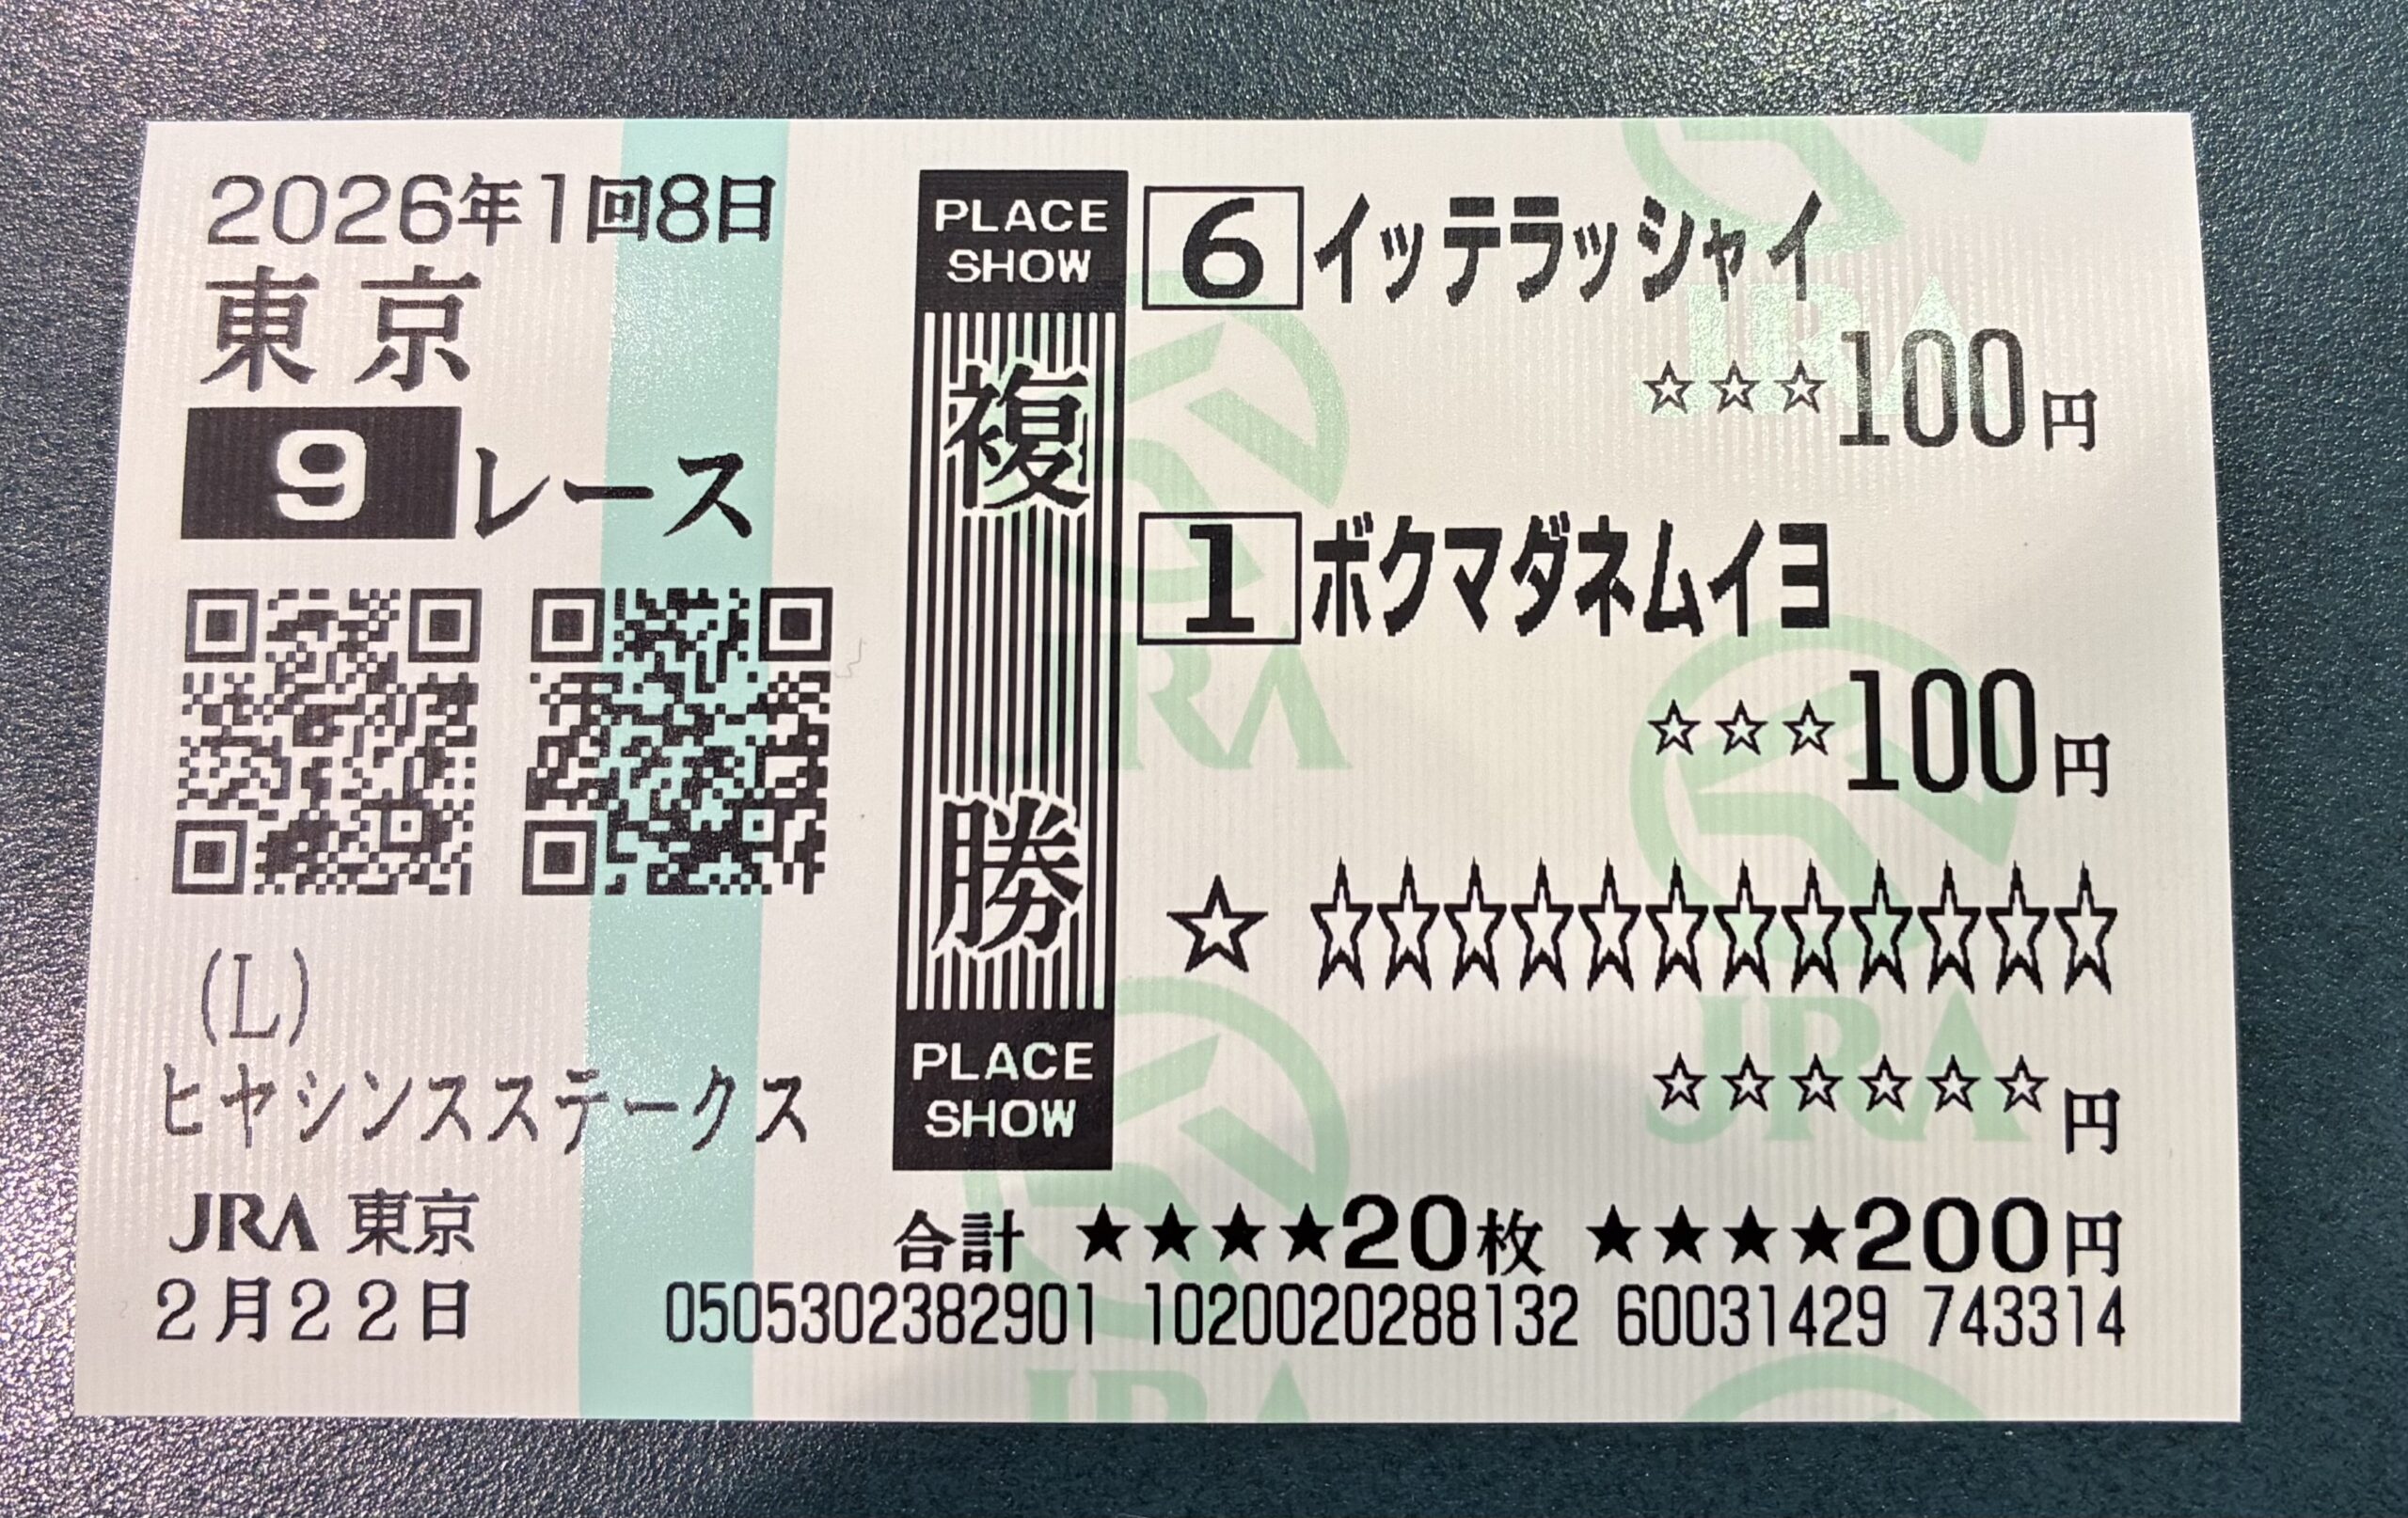 2026年1回8日
東京
9レース
(L)
ヒヤシンスステークス
JRA 東京
2月22日
PLACE
SHOW
複勝
PLACE
SHOW
6 イッテラッシャイ
☆☆☆100円
1 ボクマダネムイヨ
☆☆☆100円
☆ ☆☆☆☆☆☆☆☆☆☆☆☆
☆☆☆☆☆☆円
合計 ★★★★20枚 ★★★★200円
0505302382901 1020020288132 60031429 743314
JRA
JRA
JRA
JRA